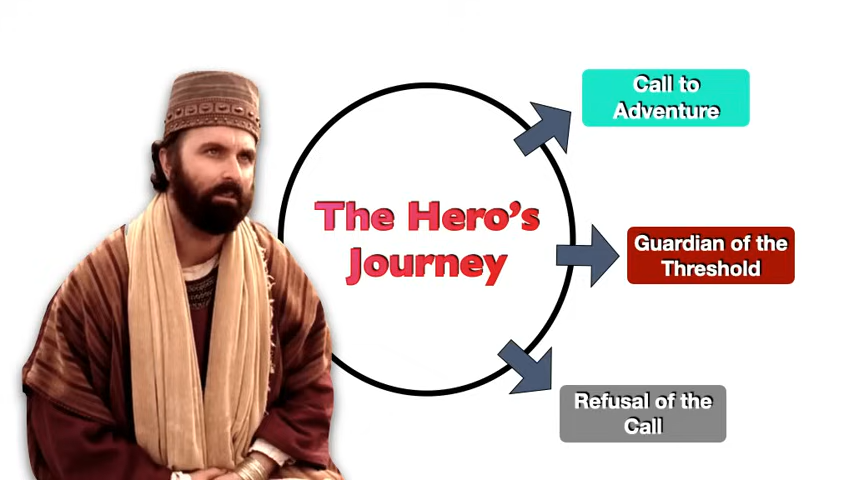 The Hero's
Journey
Call to
Adventure
Guardian of the
Threshold
Refusal of the
Call